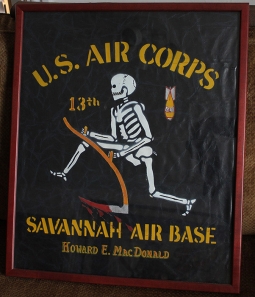 U.S. AIR CORPS
13th
SAVANNAH AIR BASE
HOWARD E. MACDONALD